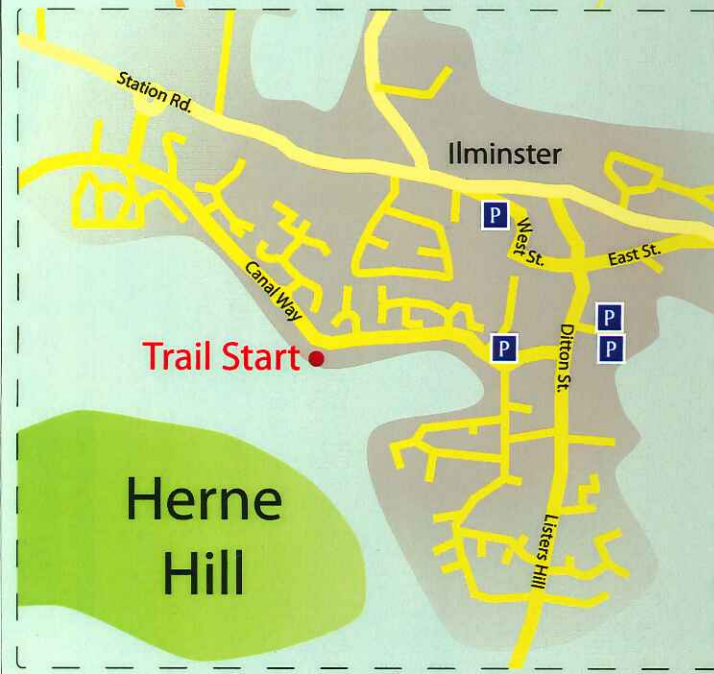 Station Rd.
Ilminster
P
West St.
East St.
Canal Way
P
P
P
Ditton St.
Trail Start
Herne
Hill
Listers Hill